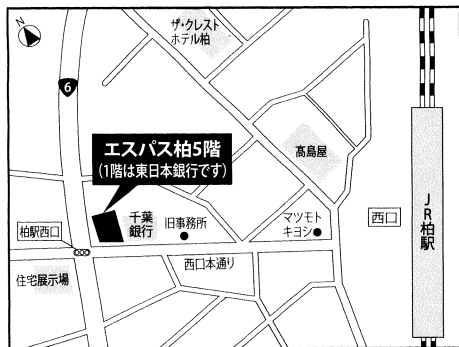 N
ザ・クレスト
ホテル柏
6
エスパス柏5階
(1階は東日本銀行です)
髙島屋
JR柏駅
西口
千葉
銀行
旧事務所
マツモト
キヨシ
柏駅西口
西口本通り
住宅展示場